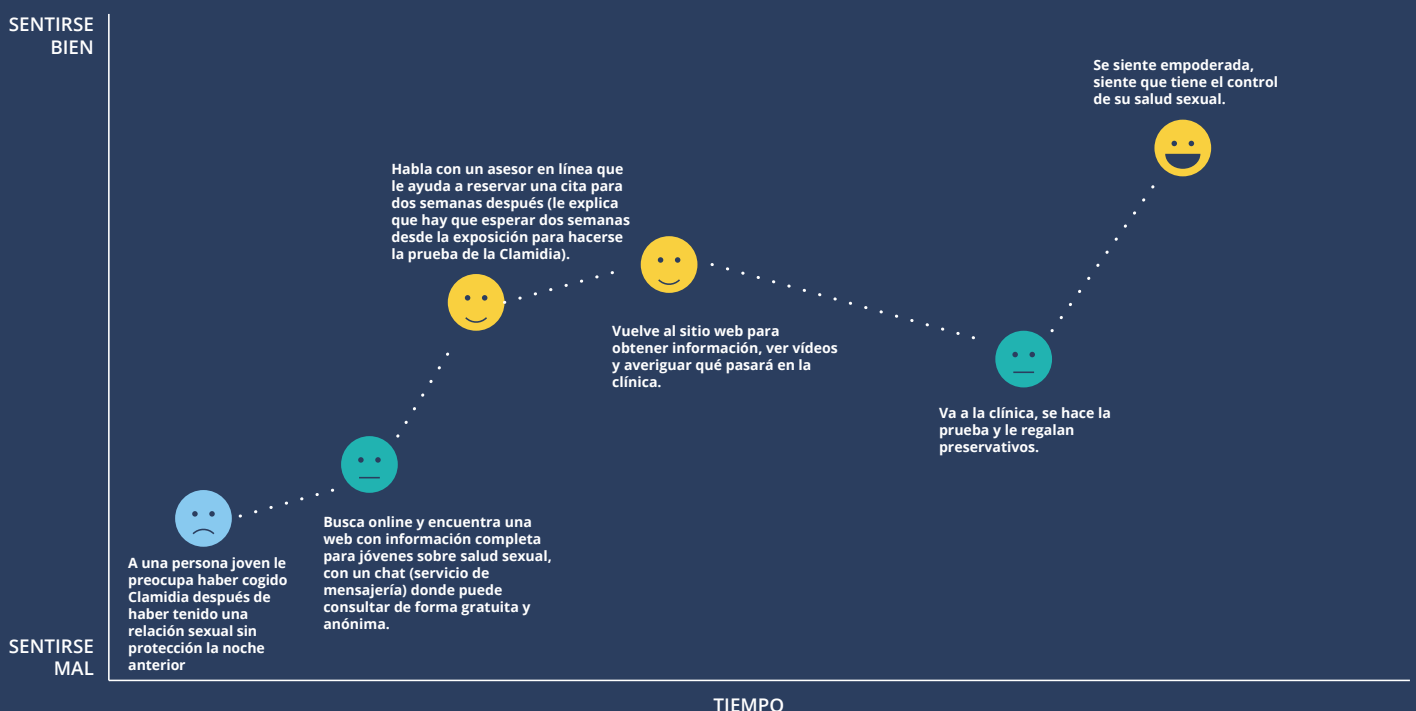 SENTIRSE
BIEN
Se siente empoderada,
siente que tiene el control
de su salud sexual.
Habla con un asesor en línea que
le ayuda a reservar una cita para
dos semanas después (le explica
que hay que esperar dos semanas
desde la exposición para hacerse
la prueba de la Clamidia).
Vuelve al sitio web para
obtener información, ver vídeos
y averiguar qué pasará en la
clínica.
Va a la clínica, se hace la
prueba y le regalan
preservativos.
Busca online y encuentra una
web con información completa
para jóvenes sobre salud sexual,
con un chat (servicio de
mensajería) donde puede
consultar de forma gratuita y
anónima.
A una persona joven le
preocupa haber cogido
Clamidia después de
haber tenido una
relación sexual sin
protección la noche
anterior
SENTIRSE
MAL
TIEMPO